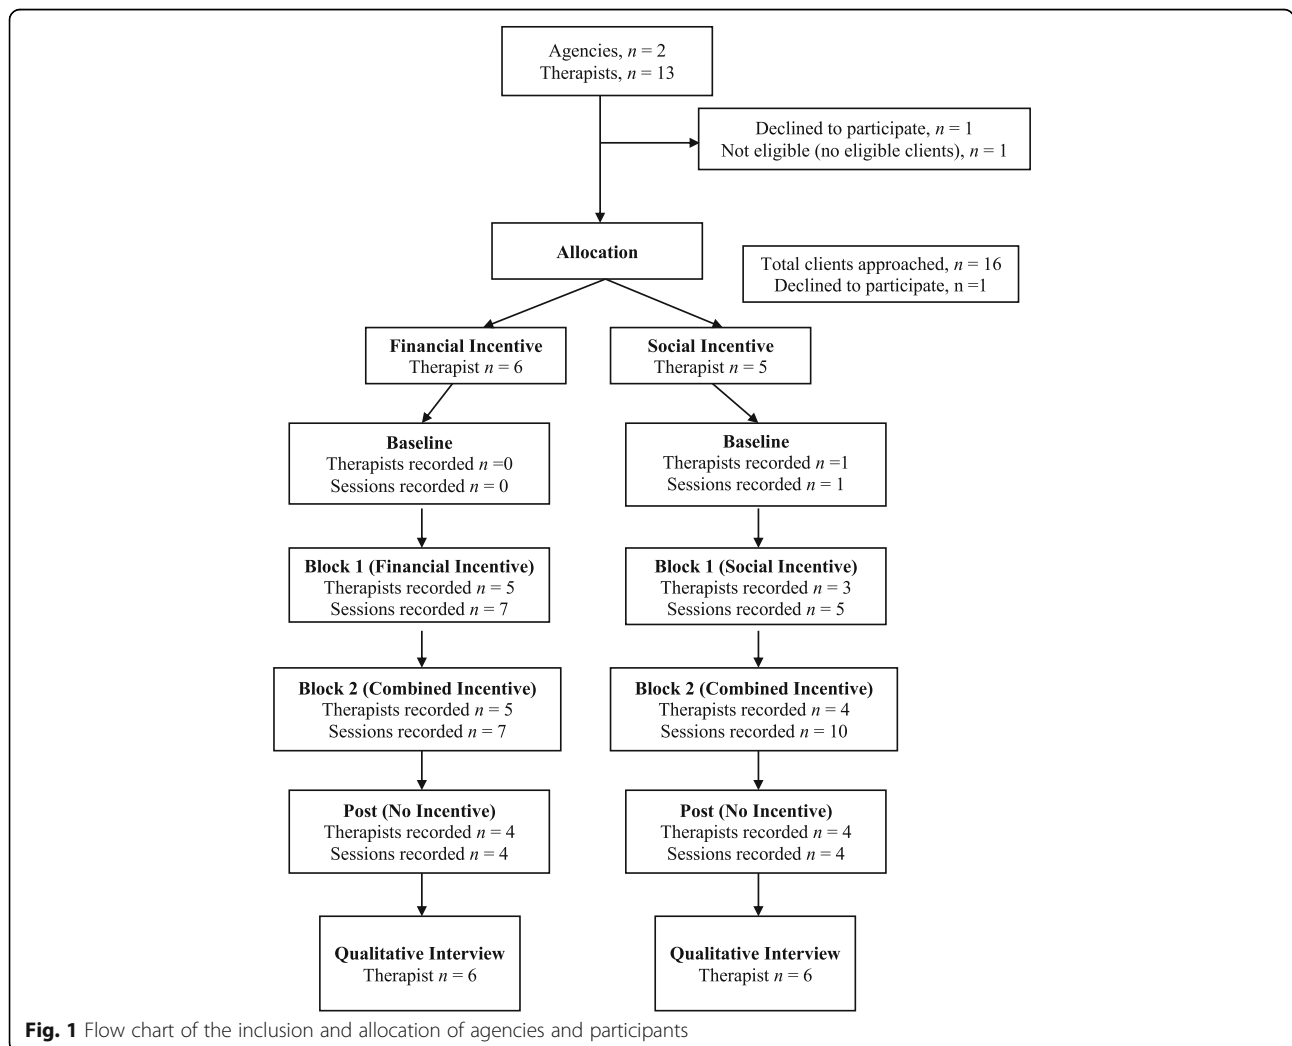 Agencies, n = 2
Therapists, n = 13
Declined to participate, n = 1
Not eligible (no eligible clients), n = 1
Allocation
Total clients approached, n = 16
Declined to participate, n =1
Financial Incentive
Therapist n = 6
Social Incentive
Therapist n = 5
Baseline
Therapists recorded n =0
Sessions recorded n = 0
Baseline
Therapists recorded n =1
Sessions recorded n = 1
Block 1 (Financial Incentive)
Therapists recorded n = 5
Sessions recorded n = 7
Block 1 (Social Incentive)
Therapists recorded n = 3
Sessions recorded n = 5
Block 2 (Combined Incentive)
Therapists recorded n = 5
Sessions recorded n = 7
Block 2 (Combined Incentive)
Therapists recorded n = 4
Sessions recorded n = 10
Post (No Incentive)
Therapists recorded n = 4
Sessions recorded n = 4
Post (No Incentive)
Therapists recorded n = 4
Sessions recorded n = 4
Qualitative Interview
Therapist n = 6
Qualitative Interview
Therapist n = 6
Fig. 1 Flow chart of the inclusion and allocation of agencies and participants